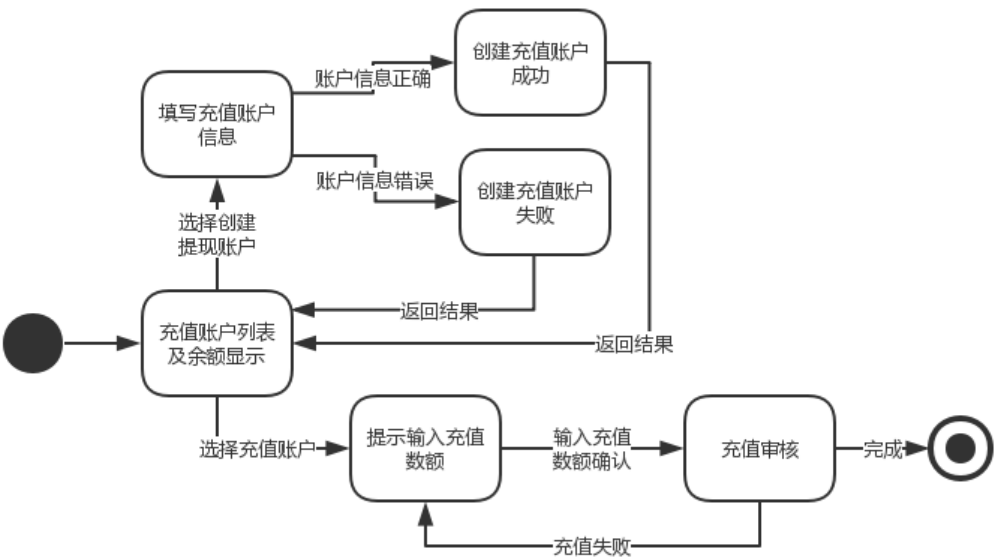 创建充值账户
成功
账户信息正确
填写充值账户
信息
账户信息错误
创建充值账户
失败
选择创建
提现账户
返回结果
充值账户列表
及余额显示
返回结果
选择充值账户
提示输入充值
数额
输入充值
数额确认
充值审核
完成
充值失败